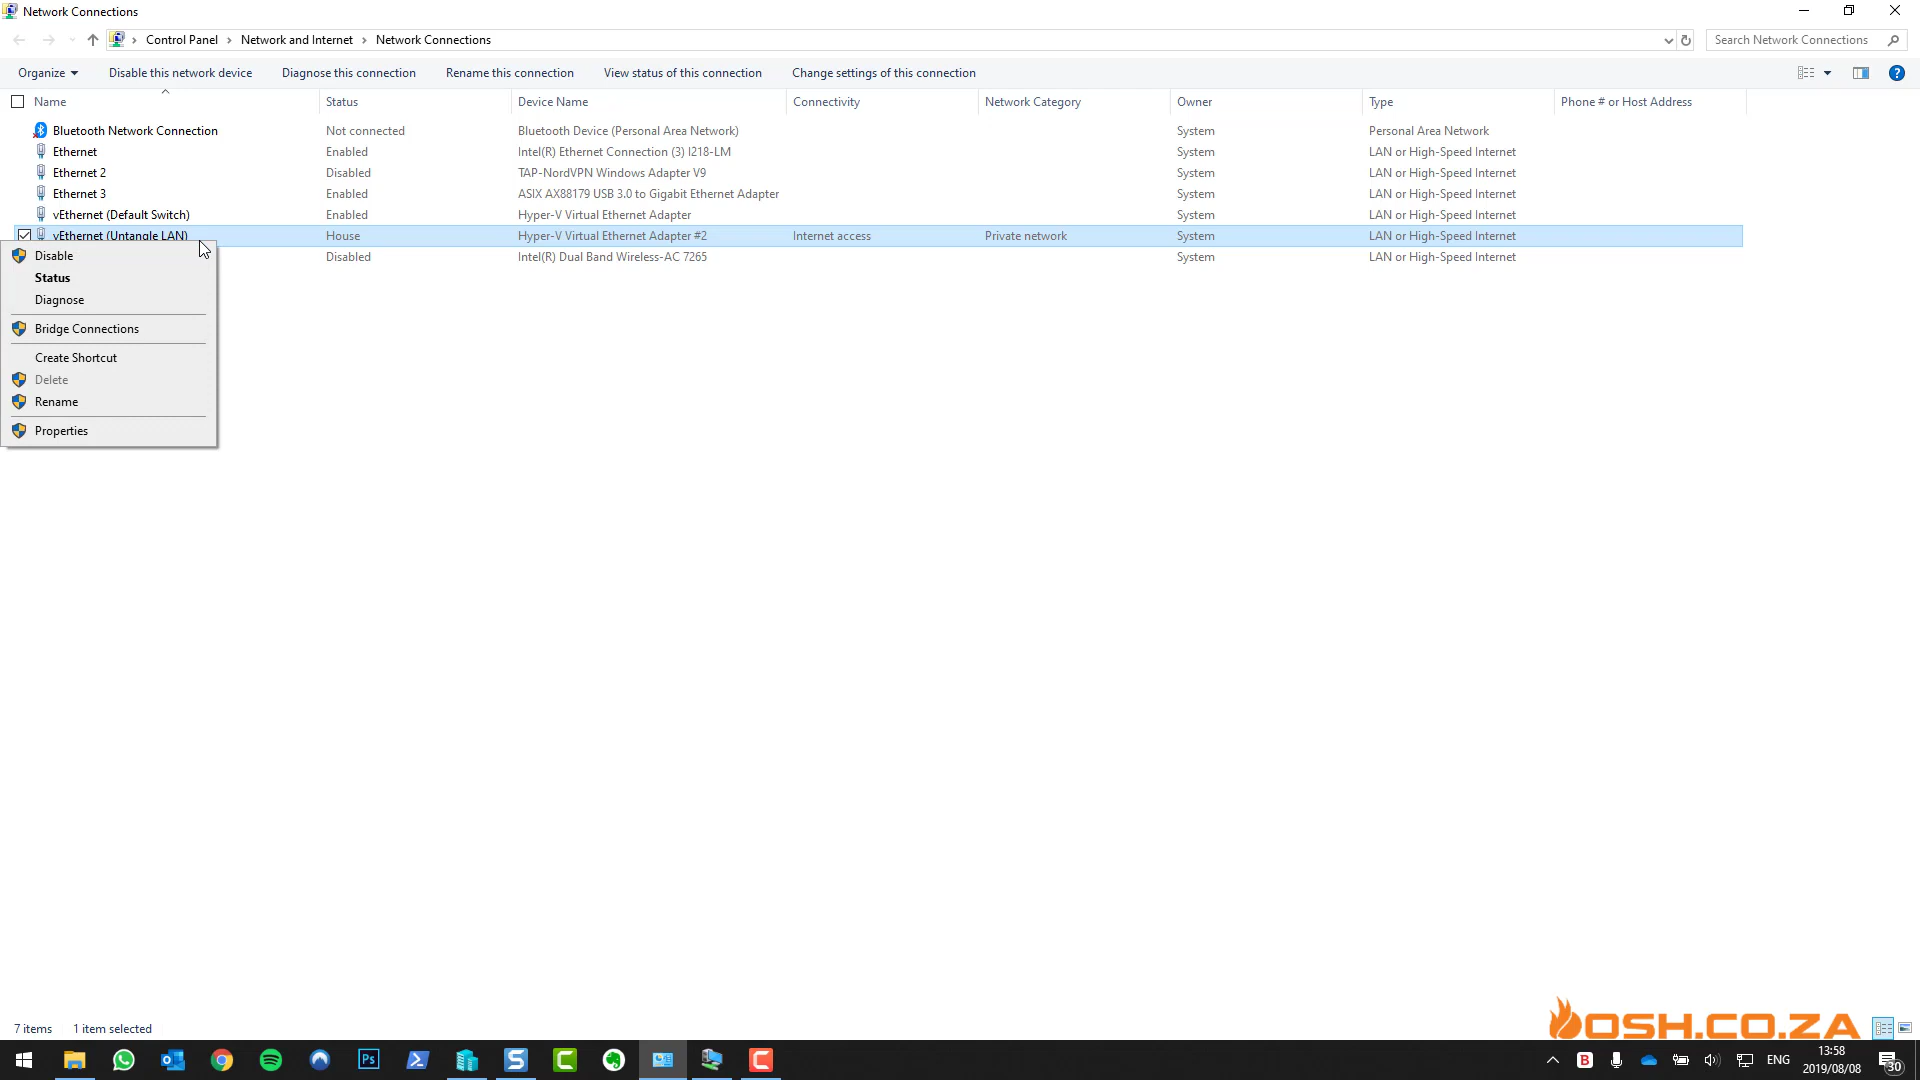 Network Connections
Control Panel Network and Internet Network Connections
Search Network Connections
Organize Disable this network device Diagnose this connection Rename this connection View status of this connection Change settings of this connection
Name Status Device Name Connectivity Network Category Owner Type Phone # or Host Address
Bluetooth Network Connection Not connected Bluetooth Device (Personal Area Network) System Personal Area Network
Ethernet Enabled Intel(R) Ethernet Connection (3) I218-LM System LAN or High-Speed Internet
Ethernet 2 Disabled TAP-NordVPN Windows Adapter V9 System LAN or High-Speed Internet
Ethernet 3 Enabled ASIX AX88179 USB 3.0 to Gigabit Ethernet Adapter System LAN or High-Speed Internet
vEthernet (Default Switch) Enabled Hyper-V Virtual Ethernet Adapter System LAN or High-Speed Internet
vEthernet (Untangle LAN) House Hyper-V Virtual Ethernet Adapter #2 Internet access Private network System LAN or High-Speed Internet
Disabled Intel(R) Dual Band Wireless-AC 7265 System LAN or High-Speed Internet
Disable
Status
Diagnose
Bridge Connections
Create Shortcut
Delete
Rename
Properties
OSH.CO.ZA
7 items 1 item selected
Ps S C C B ENG
13:58
2019/08/08
30